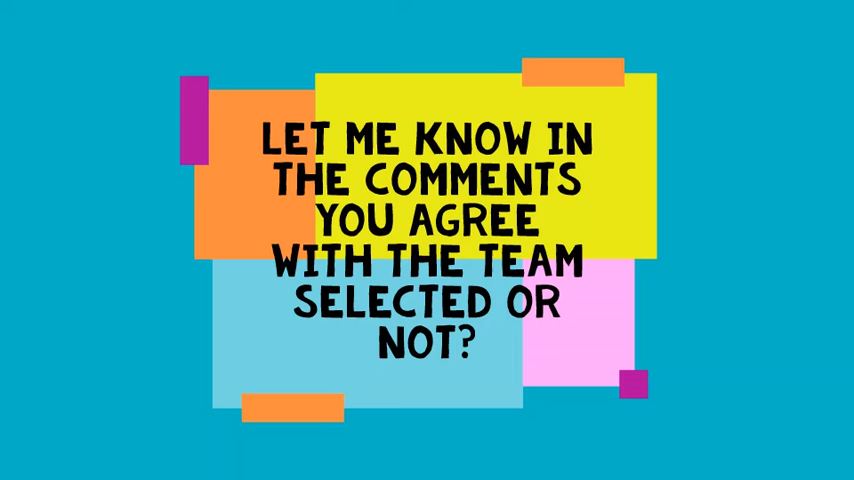 LET ME KNOW IN
THE COMMENTS
YOU AGREE
WITH THE TEAM
SELECTED OR
NOT?